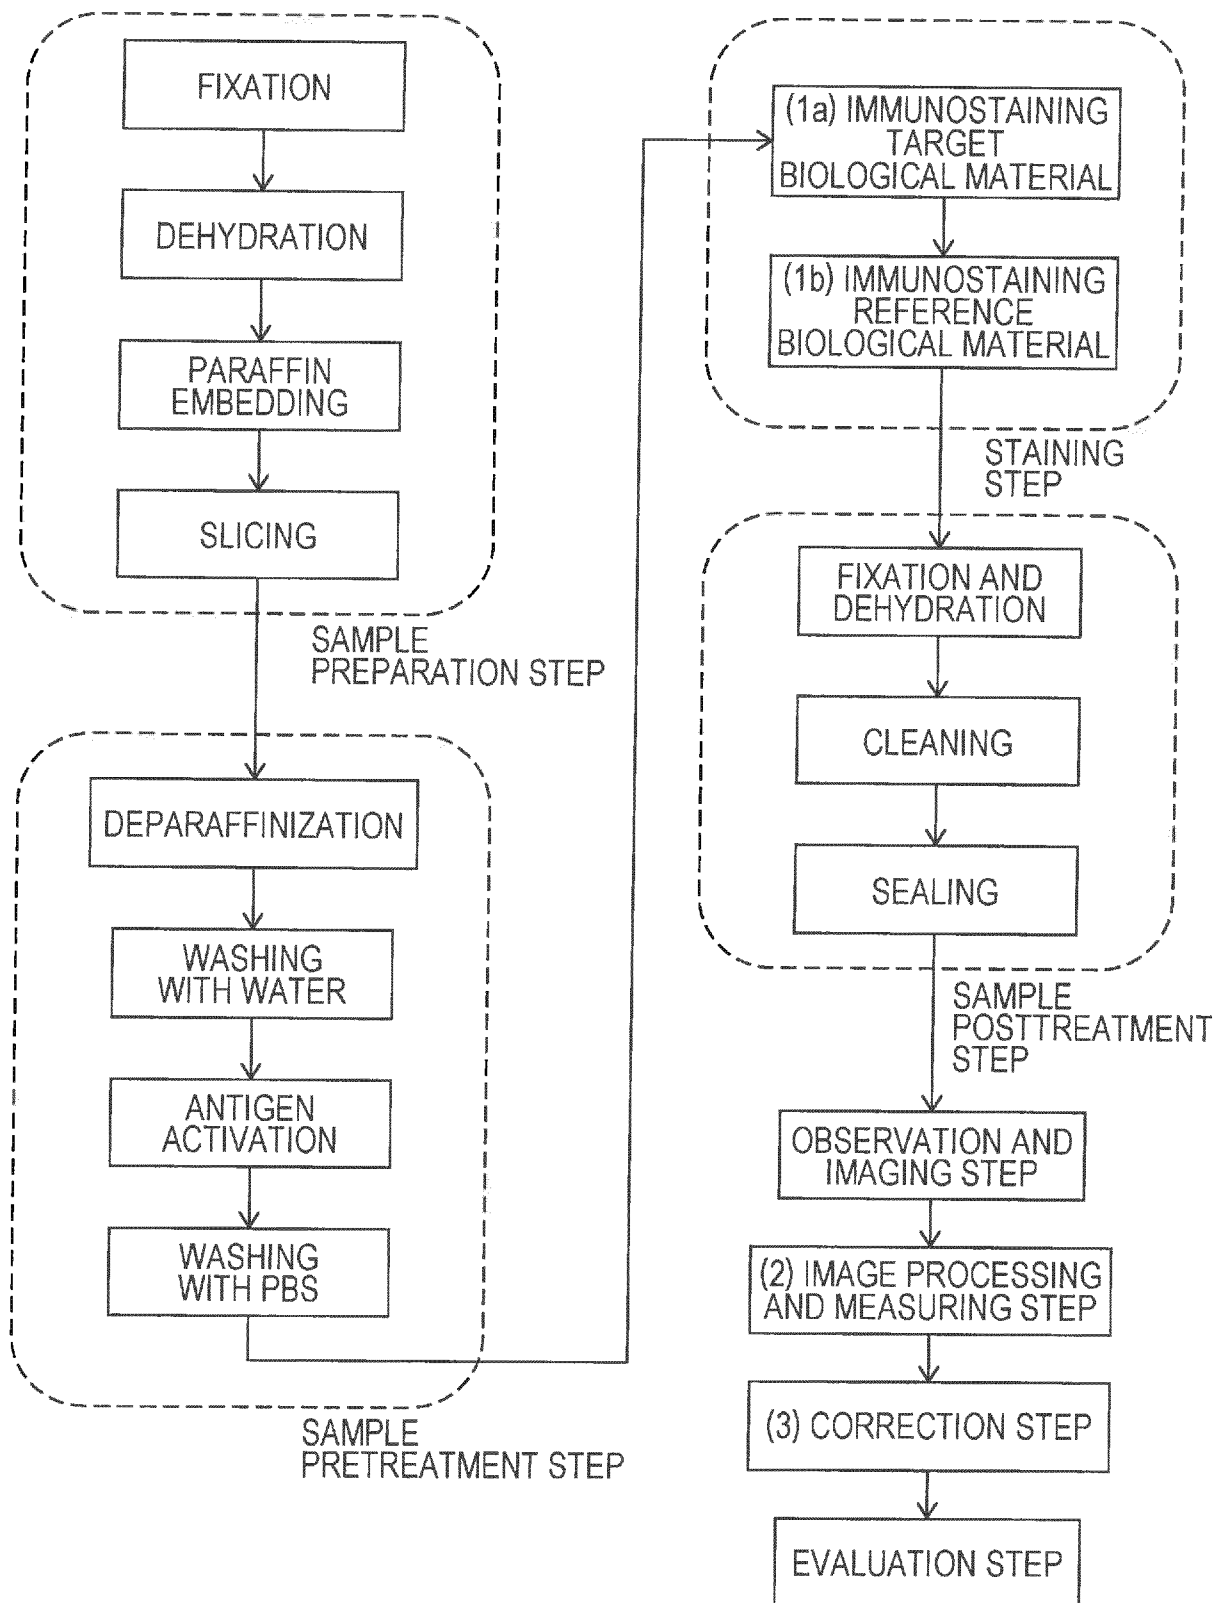 FIXATION
DEHYDRATION
PARAFFIN
EMBEDDING
SLICING
SAMPLE
PREPARATION STEP
DEPARAFFINIZATION
WASHING
WITH WATER
ANTIGEN
ACTIVATION
WASHING
WITH PBS
SAMPLE
PRETREATMENT STEP
(1a) IMMUNOSTAINING
TARGET
BIOLOGICAL MATERIAL
(1b) IMMUNOSTAINING
REFERENCE
BIOLOGICAL MATERIAL
STAINING
STEP
FIXATION AND
DEHYDRATION
CLEANING
SEALING
SAMPLE
POSTTREATMENT
STEP
OBSERVATION AND
IMAGING STEP
(2) IMAGE PROCESSING
AND MEASURING STEP
(3) CORRECTION STEP
EVALUATION STEP